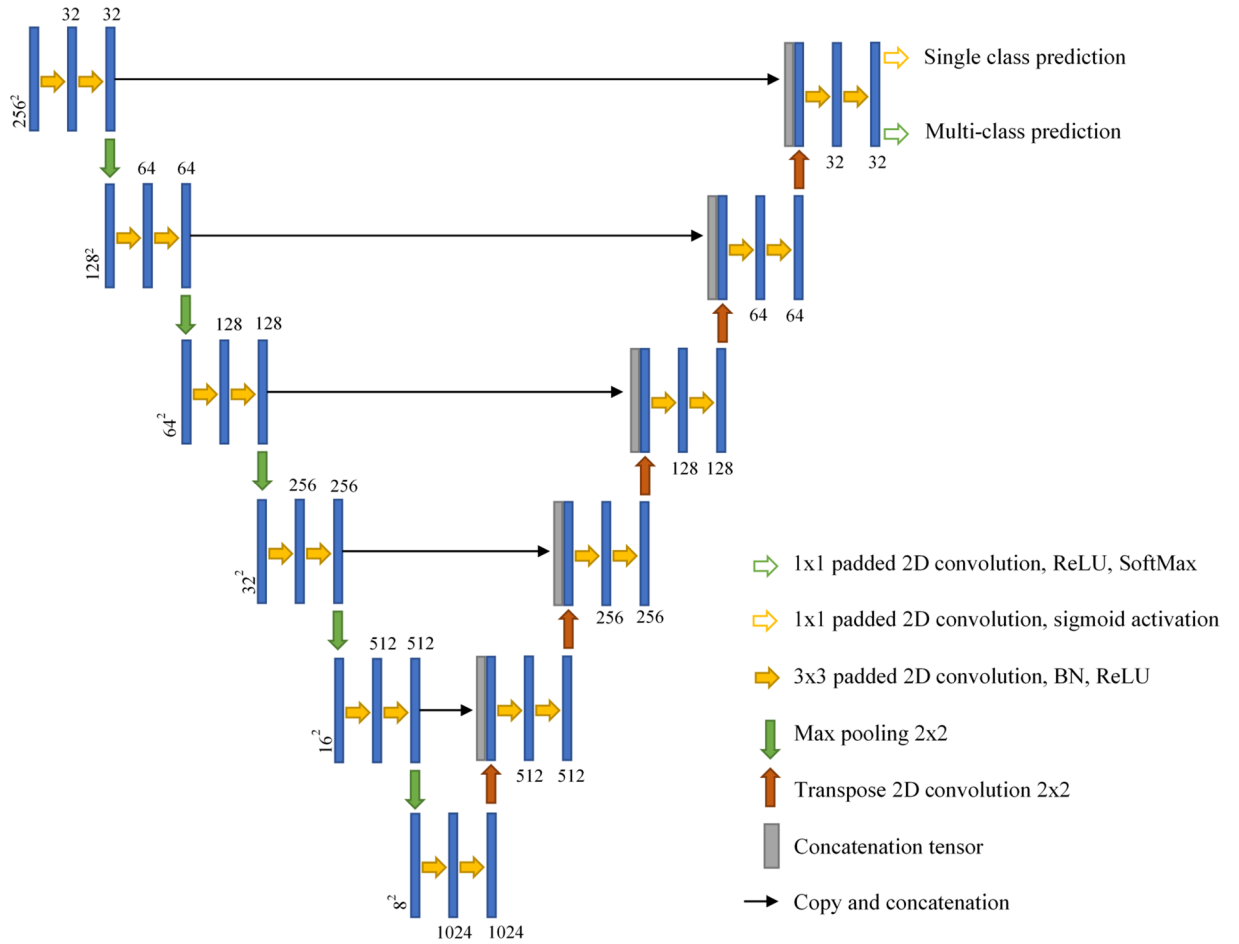 32 32
256²
Single class prediction
Multi-class prediction
32 32
64 64
128²
64 64
128 128
64²
128 128
256 256
32²
256 256
512 512
16²
512 512
8²
1024 1024
1x1 padded 2D convolution, ReLU, SoftMax
1x1 padded 2D convolution, sigmoid activation
3x3 padded 2D convolution, BN, ReLU
Max pooling 2x2
Transpose 2D convolution 2x2
Concatenation tensor
Copy and concatenation